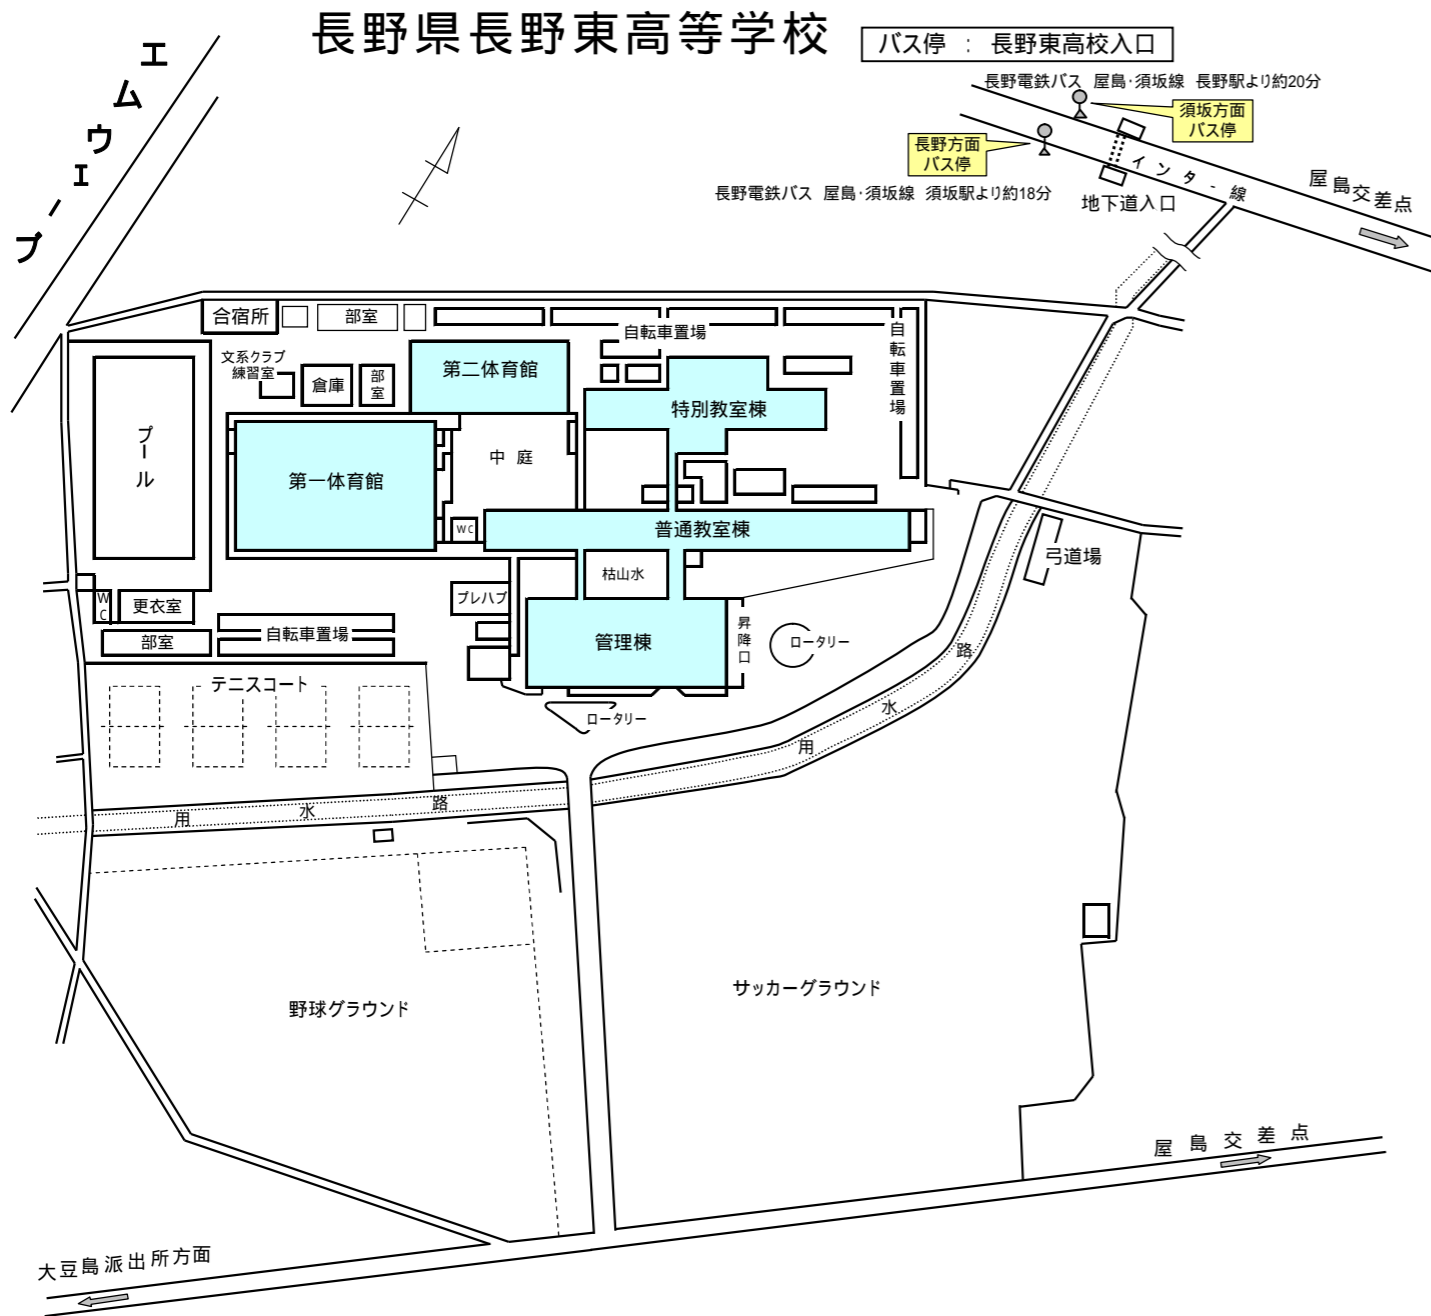 長野県長野東高等学校
バス停 : 長野東高校入口
エムウェーブ
長野電鉄バス 屋島・須坂線 長野駅より約20分
須坂方面
バス停
長野方面
バス停
インター線
屋島交差点
長野電鉄バス 屋島・須坂線 須坂駅より約18分
地下道入口
合宿所
部室
自転車置場
自転車置場
文系クラブ
練習室
倉庫
部室
第二体育館
特別教室棟
プール
第一体育館
中庭
WC
普通教室棟
弓道場
枯山水
プレハブ
WC
更衣室
部室
自転車置場
管理棟
昇降口
ロータリー
テニスコート
ロータリー
用水路
用水路
野球グラウンド
サッカーグラウンド
屋島交差点
大豆島派出所方面